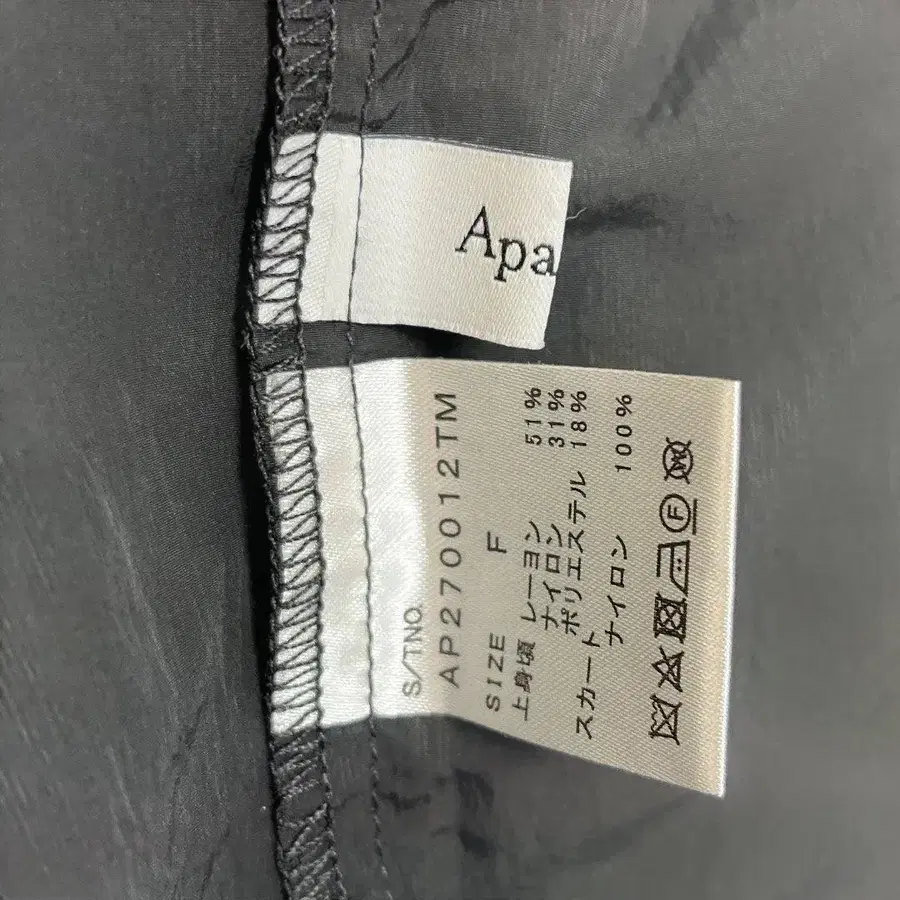 Apa
S/TNO.
AP270012TM
SIZE F
上身頃 レーヨン 51%
ナイロン 31%
ポリエステル 18%
スカート
ナイロン 100%
F
W